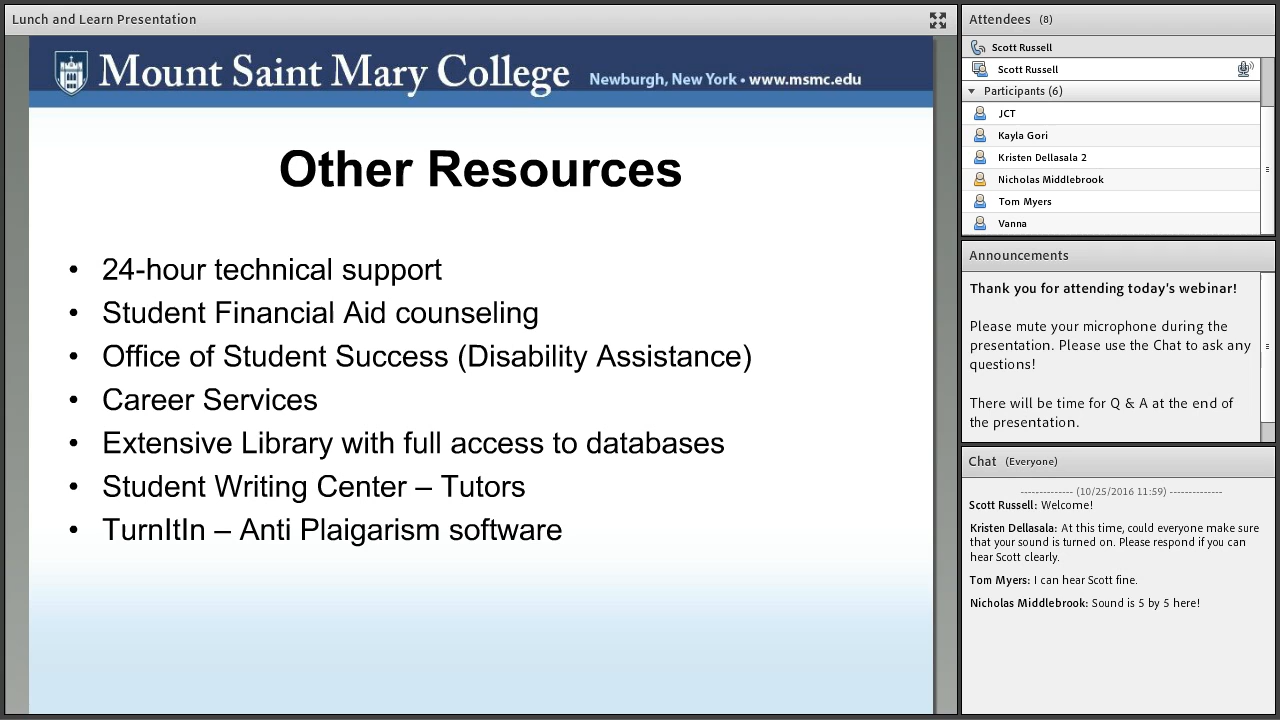 Lunch and Learn Presentation
Mount Saint Mary College Newburgh, New York • www.msmc.edu
Other Resources
• 24-hour technical support
• Student Financial Aid counseling
• Office of Student Success (Disability Assistance)
• Career Services
• Extensive Library with full access to databases
• Student Writing Center – Tutors
• TurnItIn – Anti Plaigarism software
Attendees (8)
Scott Russell
Scott Russell
Participants (6)
JCT
Kayla Gori
Kristen Dellasala 2
Nicholas Middlebrook
Tom Myers
Vanna
Announcements
Thank you for attending today's webinar!
Please mute your microphone during the
presentation. Please use the Chat to ask any
questions!
There will be time for Q & A at the end of
the presentation.
Chat (Everyone)
-------------- (10/25/2016 11:59) --------------
Scott Russell: Welcome!
Kristen Dellasala: At this time, could everyone make sure
that your sound is turned on. Please respond if you can
hear Scott clearly.
Tom Myers: I can hear Scott fine.
Nicholas Middlebrook: Sound is 5 by 5 here!